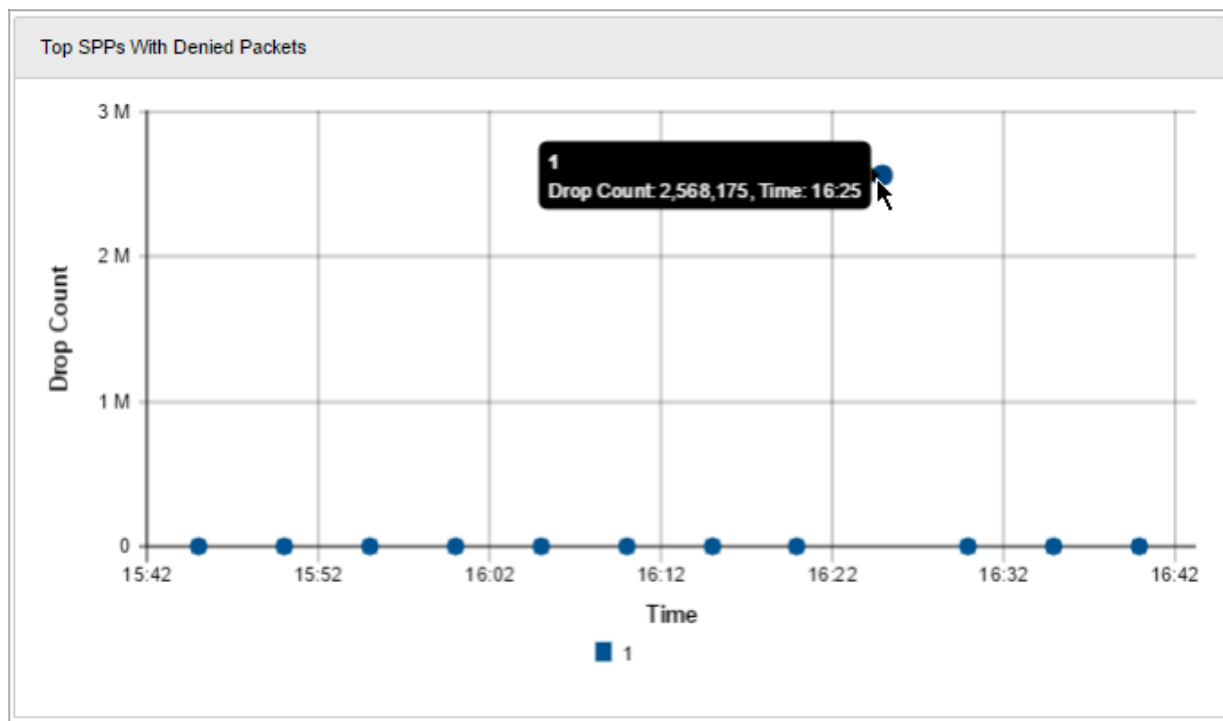 Top SPPs With Denied Packets
3 M
1
Drop Count: 2,568,175, Time: 16:25
2 M
Drop Count
1 M
0
15:42 15:52 16:02 16:12 16:22 16:32 16:42
Time
1